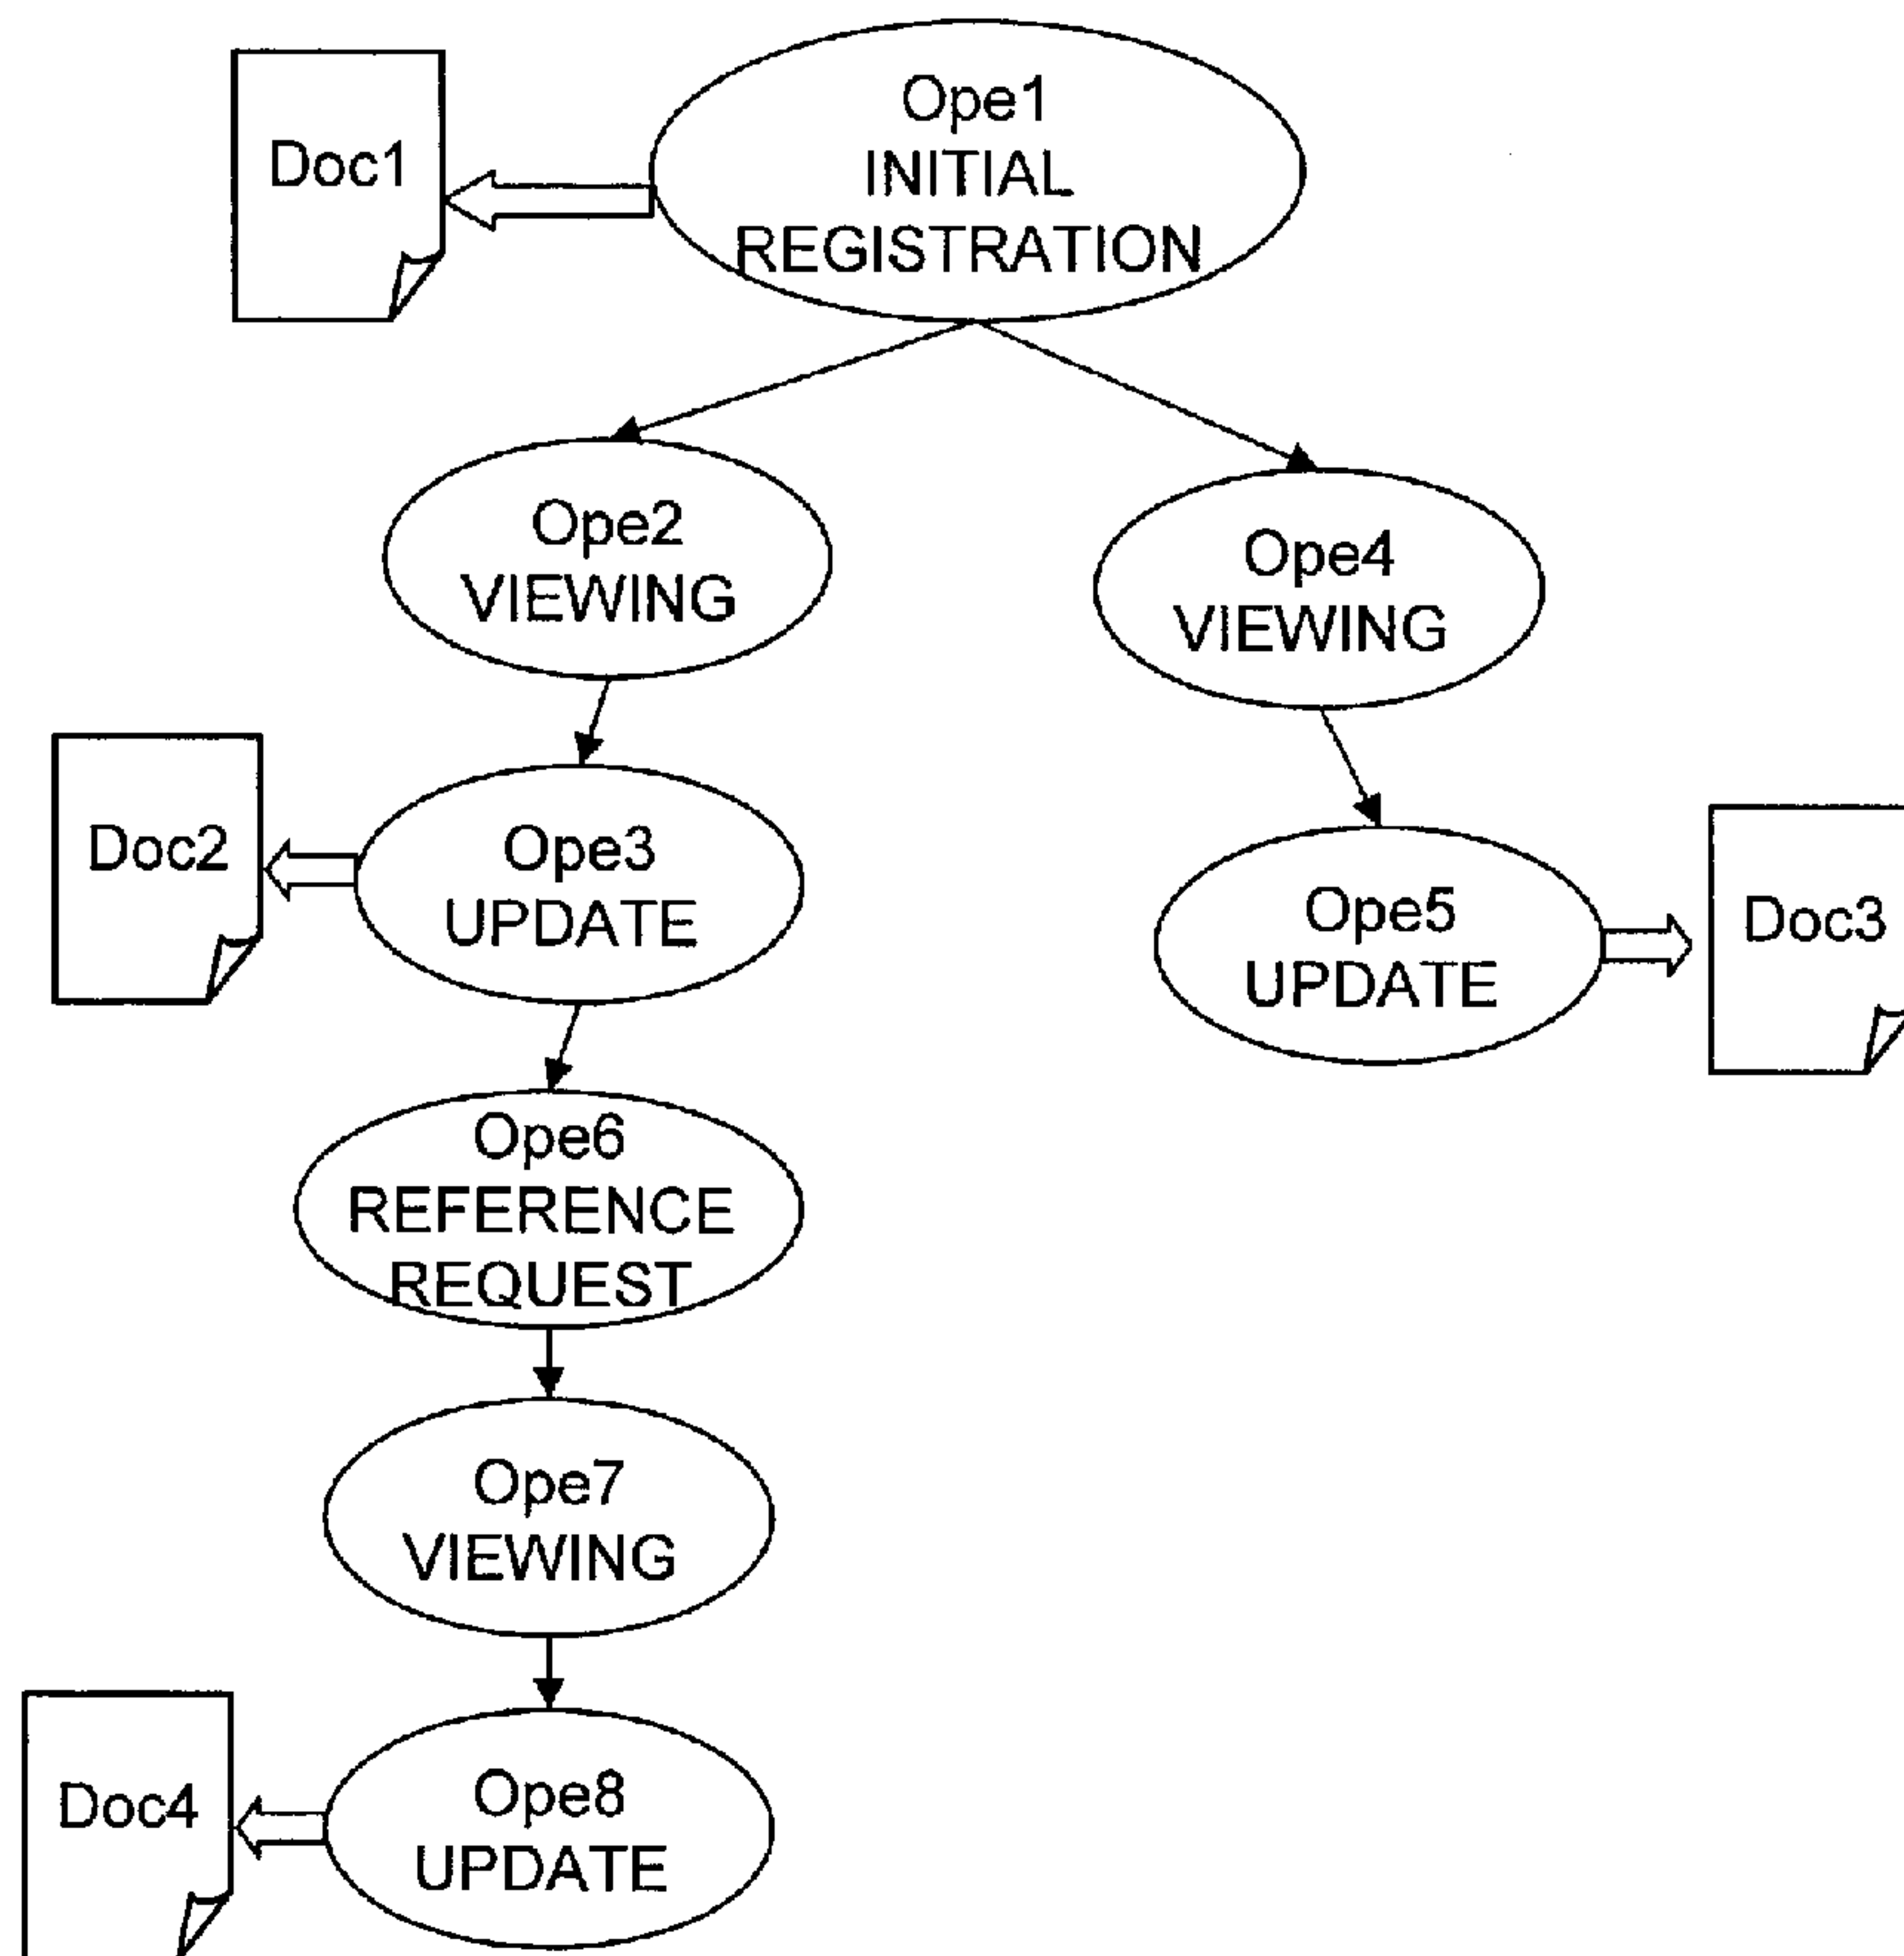 Doc1
Ope1
INITIAL
REGISTRATION
Ope2
VIEWING
Ope4
VIEWING
Doc2
Ope3
UPDATE
Ope5
UPDATE
Doc3
Ope6
REFERENCE
REQUEST
Ope7
VIEWING
Doc4
Ope8
UPDATE